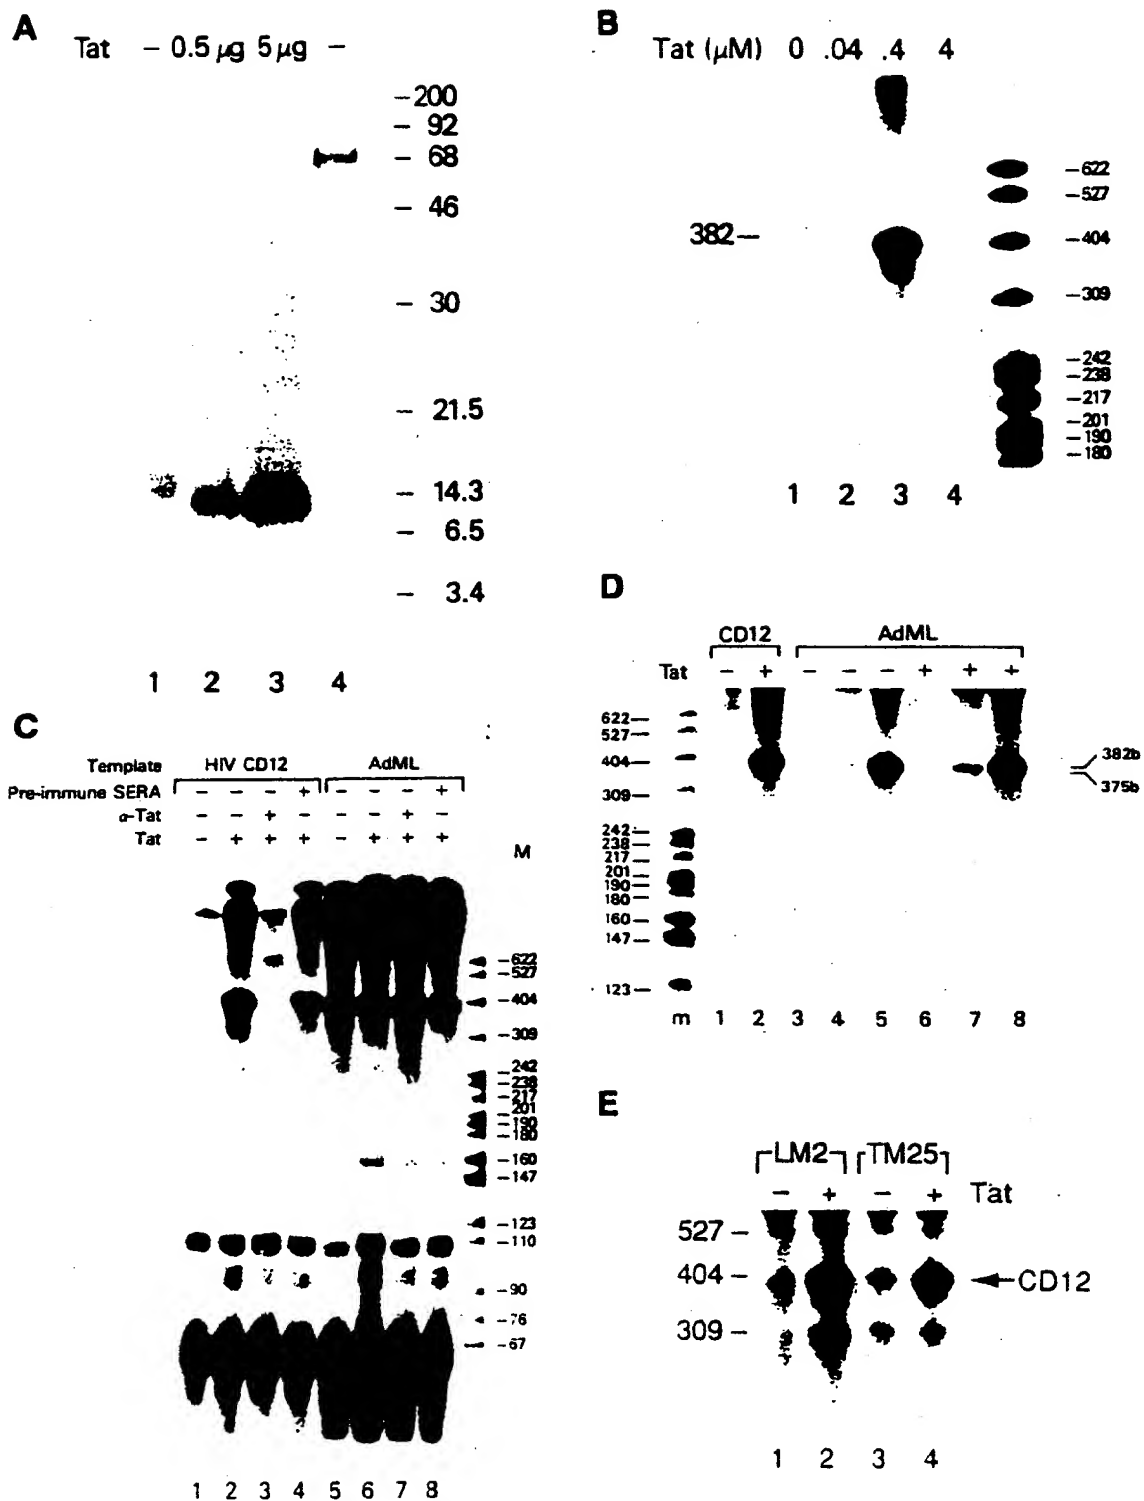 A
Tat – 0.5 µg 5 µg –
–200
– 92
– 68
– 46
– 30
– 21.5
– 14.3
– 6.5
– 3.4
1 2 3 4
B
Tat (µM) 0 .04 .4 4
382–
–622
–527
–404
–309
–242
–238
–217
–201
–190
–180
1 2 3 4
C
Template HIV CD12 AdML
Pre-immune SERA – – – + – – – +
α-Tat – – + – – – + –
Tat – + + + – + + +
M
–622
–527
–404
–309
–242
–238
–217
–201
–190
–180
–160
–147
–123
–110
–90
–76
–67
1 2 3 4 5 6 7 8
D
CD12 AdML
Tat – + – – – + + +
622–
527–
404–
309–
242–
238–
217–
201–
190–
180–
160–
147–
123–
382b
375b
m 1 2 3 4 5 6 7 8
E
LM2 TM25
– + – + Tat
527 –
404 –
309 –
CD12
1 2 3 4